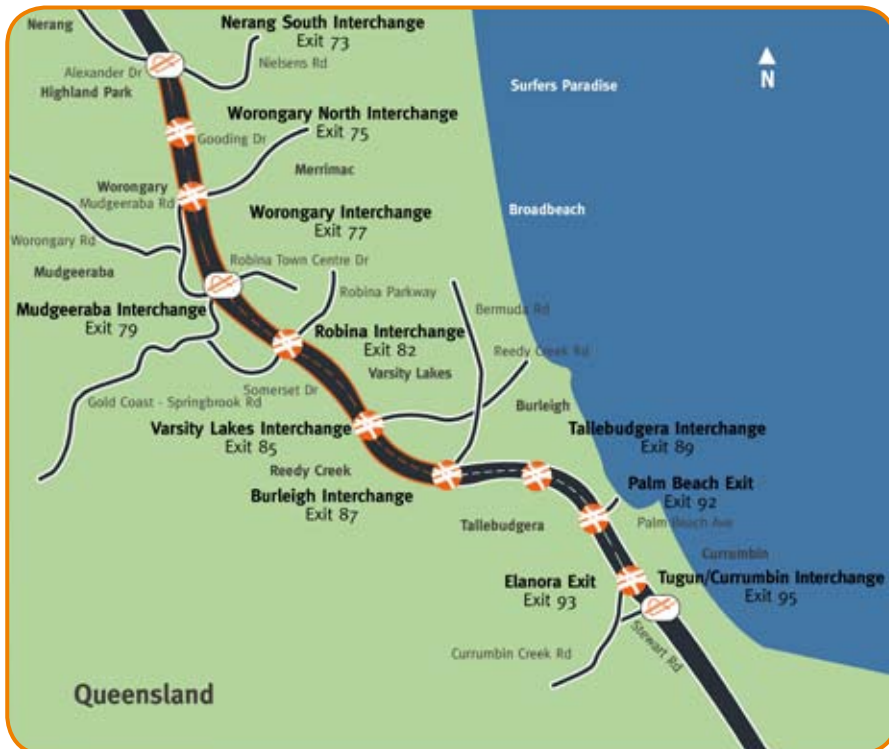 Nerang
Nerang South Interchange
Exit 73
Alexander Dr
Nielsens Rd
Highland Park
Surfers Paradise
N
Worongary North Interchange
Exit 75
Gooding Dr
Merrimac
Worongary
Mudgeeraba Rd
Worongary Interchange
Exit 77
Broadbeach
Worongary Rd
Robina Town Centre Dr
Mudgeeraba
Robina Parkway
Mudgeeraba Interchange
Exit 79
Bermuda Rd
Robina Interchange
Exit 82
Reedy Creek Rd
Varsity Lakes
Somerset Dr
Gold Coast - Springbrook Rd
Burleigh
Varsity Lakes Interchange
Exit 85
Tallebudgera Interchange
Exit 89
Reedy Creek
Burleigh Interchange
Exit 87
Palm Beach Exit
Exit 92
Tallebudgera
Palm Beach Ave
Currumbin
Elanora Exit
Exit 93
Tugun/Currumbin Interchange
Exit 95
Stewart Rd
Currumbin Creek Rd
Queensland